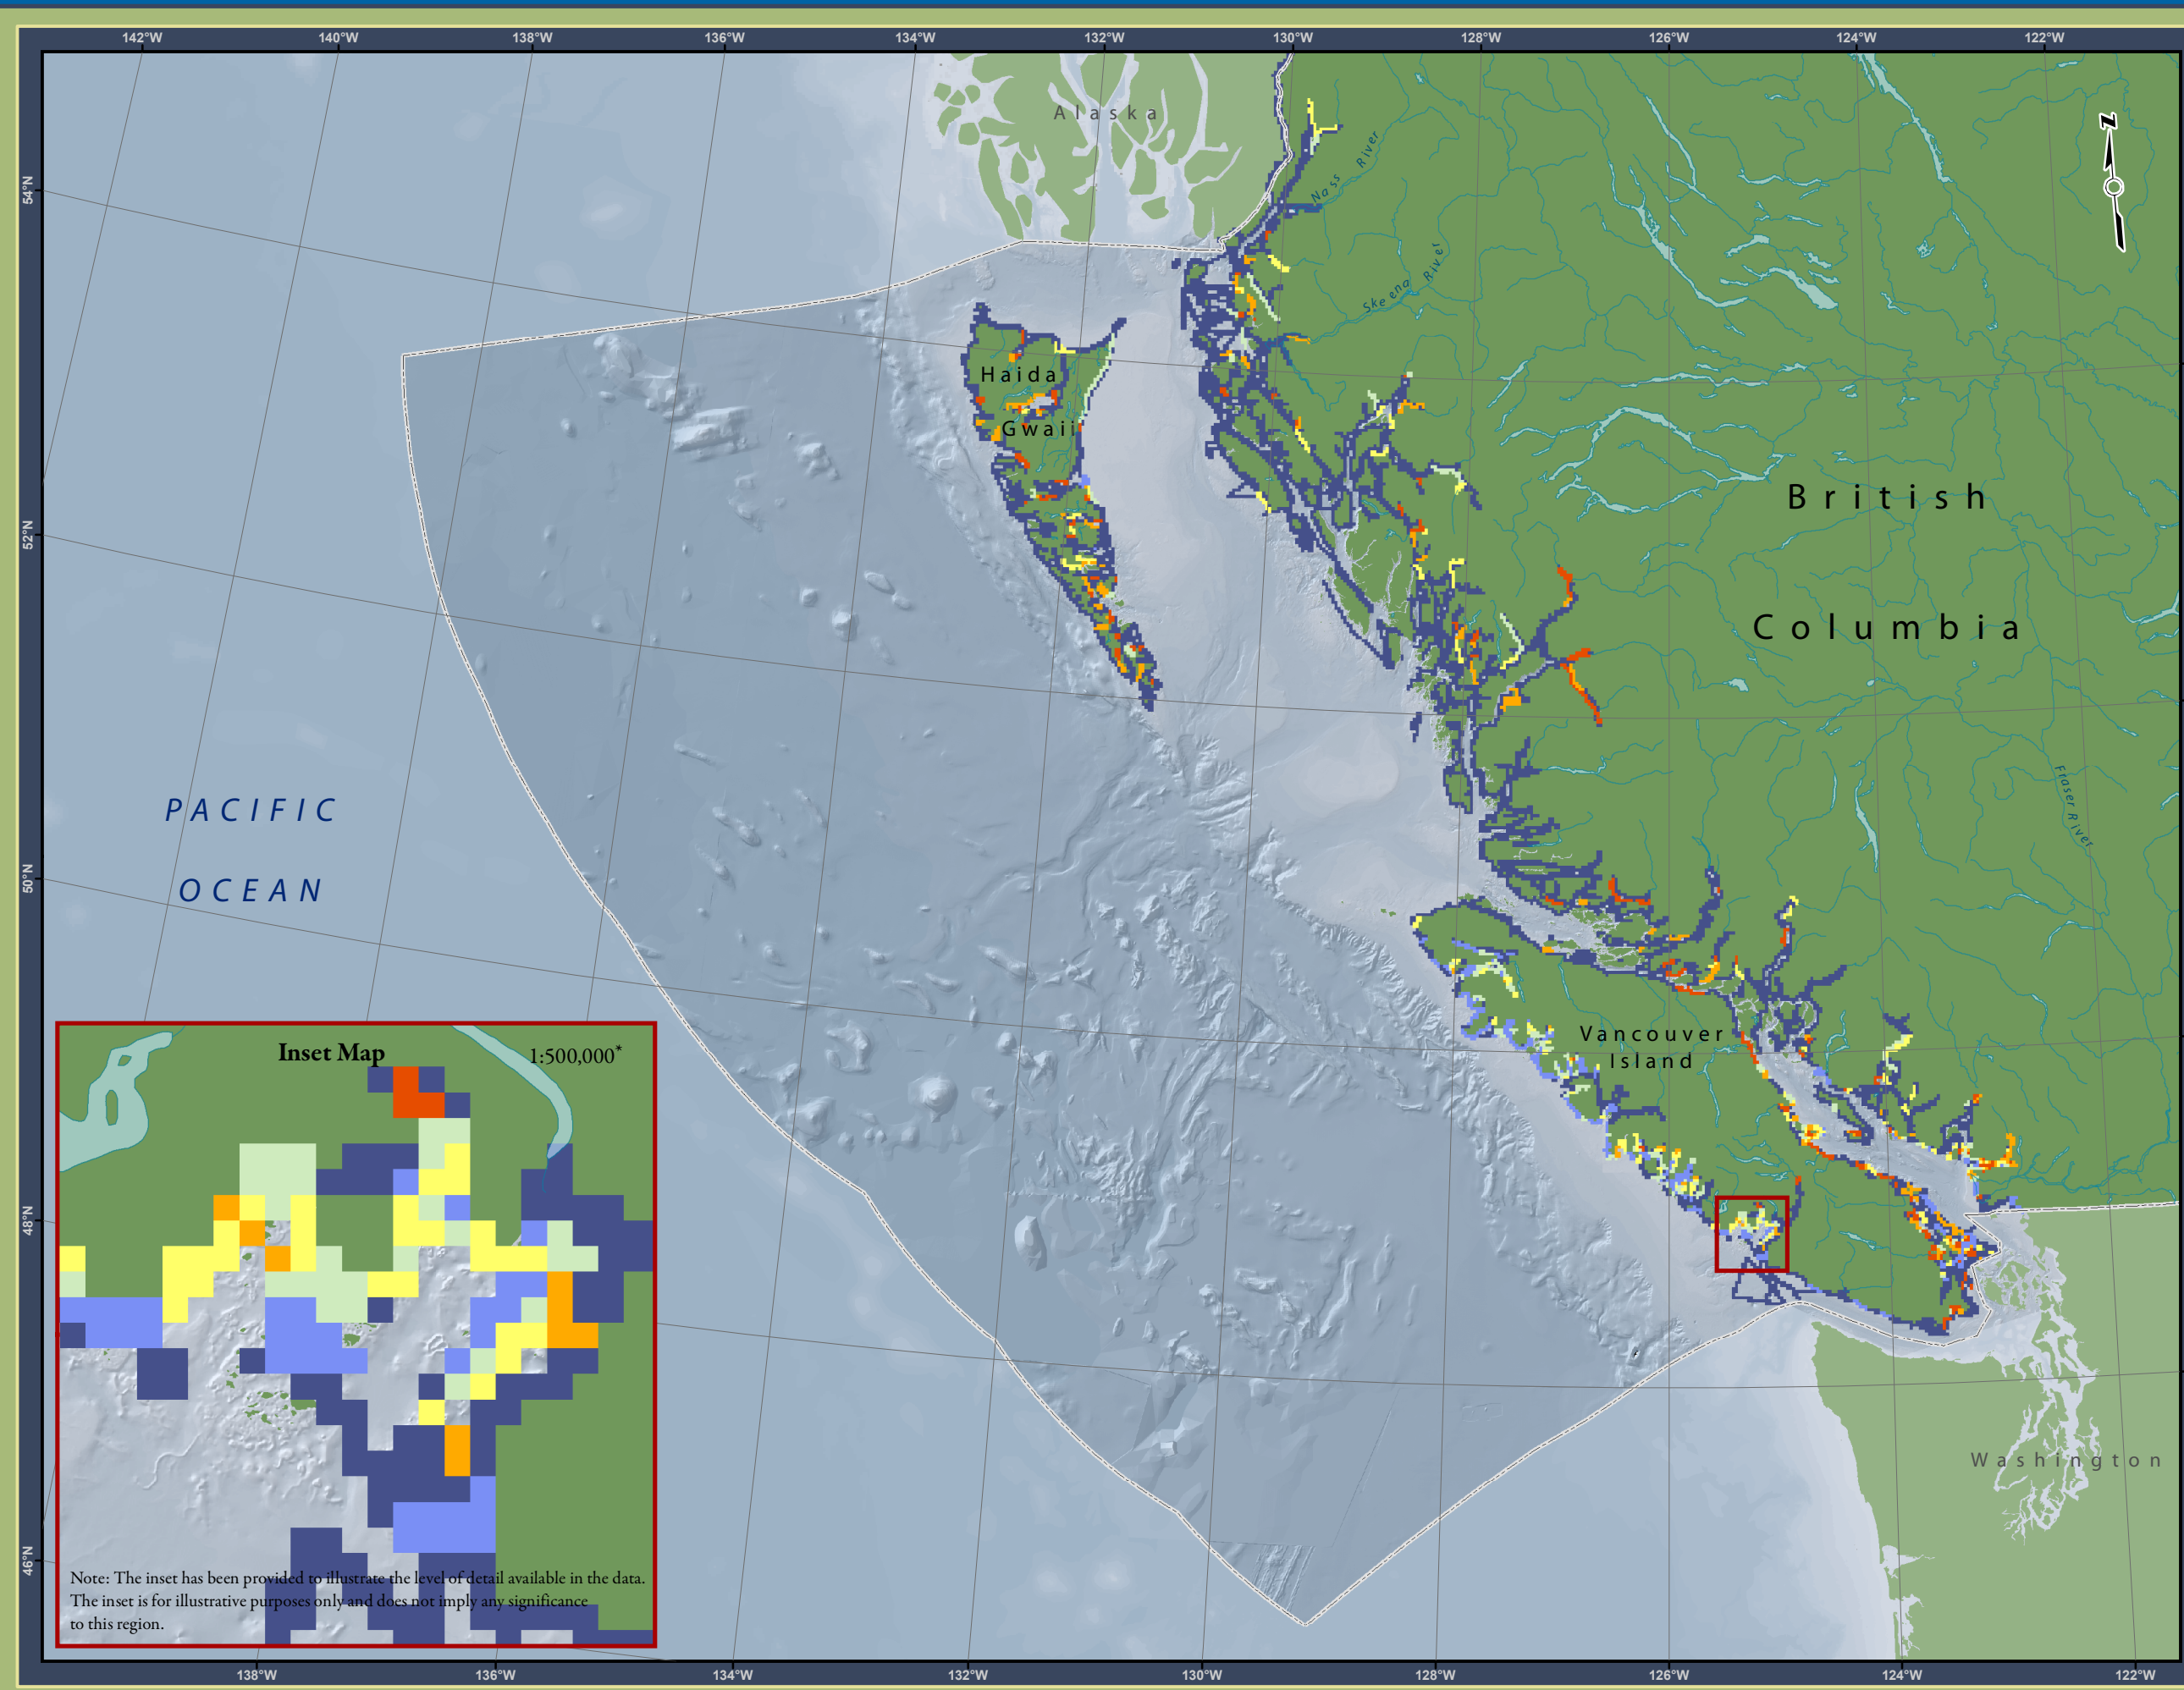 142°W 140°W 138°W 136°W 134°W 132°W 130°W 128°W 126°W 124°W 122°W
Alaska
N
54°N
Nass River
Skeena River
Haida
Gwaii
British
52°N
Columbia
Fraser River
PACIFIC
OCEAN
50°N
Vancouver
Island
Inset Map 1:500,000*
48°N
Washington
46°N
Note: The inset has been provided to illustrate the level of detail available in the data.
The inset is for illustrative purposes only and does not imply any significance
to this region.
138°W 136°W 134°W 132°W 130°W 128°W 126°W 124°W 122°W